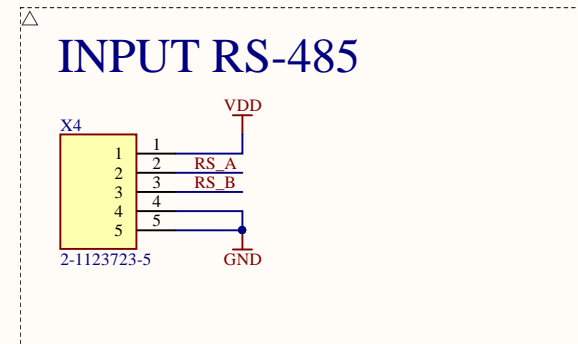 INPUT RS-485
VDD
X4
1 1
2 2 RS_A
3 3 RS_B
4 4
5 5
2-1123723-5 GND